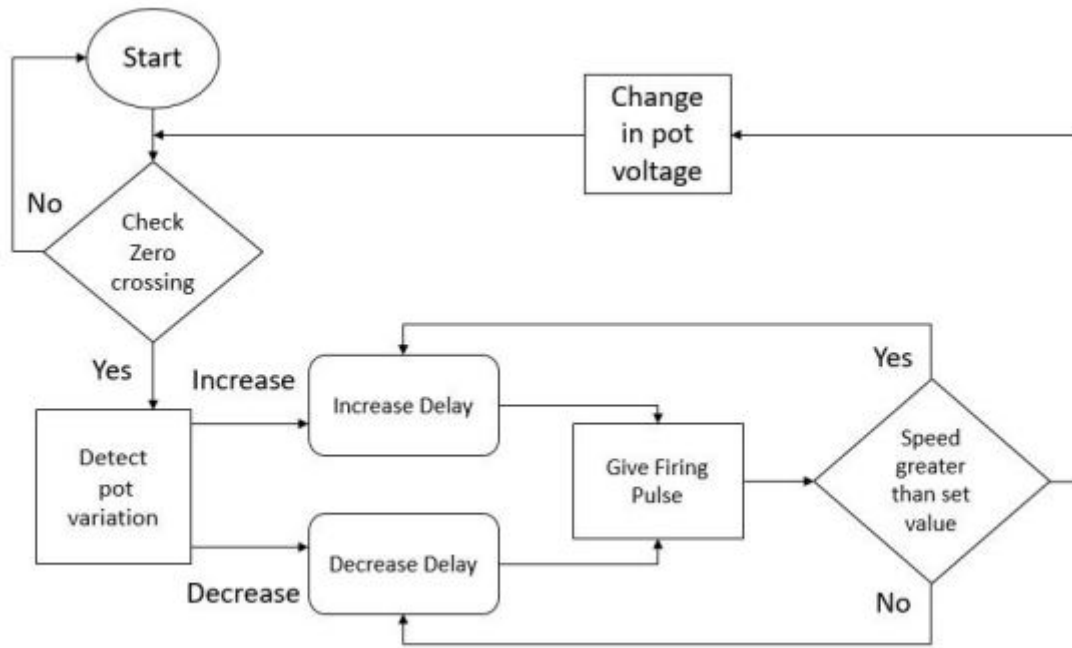 Start
Change
in pot
voltage
No
Check
Zero
crossing
Yes
Increase
Increase Delay
Yes
Detect
pot
variation
Give Firing
Pulse
Speed
greater
than set
value
Decrease
Decrease Delay
No